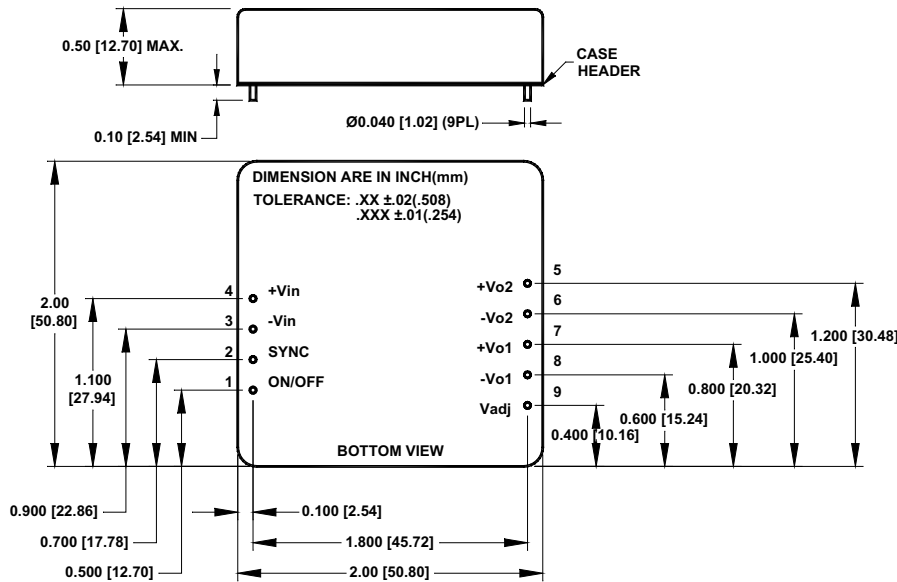 0.50 [12.70] MAX.
CASE
HEADER
0.10 [2.54] MIN
Ø0.040 [1.02] (9PL)
DIMENSION ARE IN INCH(mm)
TOLERANCE: .XX ±.02(.508)
.XXX ±.01(.254)
2.00
[50.80]
1.100
[27.94]
4 +Vin
3 -Vin
2 SYNC
1 ON/OFF
+Vo2 5
-Vo2 6
+Vo1 7
-Vo1 8
Vadj 9
1.200 [30.48]
1.000 [25.40]
0.800 [20.32]
0.600 [15.24]
0.400 [10.16]
BOTTOM VIEW
0.900 [22.86]
0.100 [2.54]
0.700 [17.78]
1.800 [45.72]
0.500 [12.70]
2.00 [50.80]